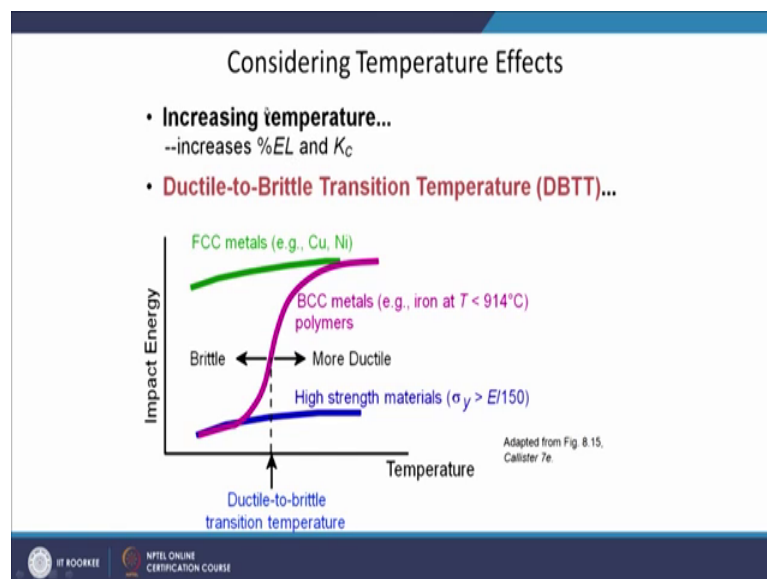 Considering Temperature Effects
• Increasing temperature...
--increases %EL and Kc
• Ductile-to-Brittle Transition Temperature (DBTT)...
FCC metals (e.g., Cu, Ni)
BCC metals (e.g., iron at T < 914°C)
polymers
Impact Energy
Brittle
More Ductile
High strength materials (σy > E/150)
Adapted from Fig. 8.15,
Callister 7e.
Temperature
Ductile-to-brittle
transition temperature
IIT ROORKEE
NPTEL ONLINE
CERTIFICATION COURSE